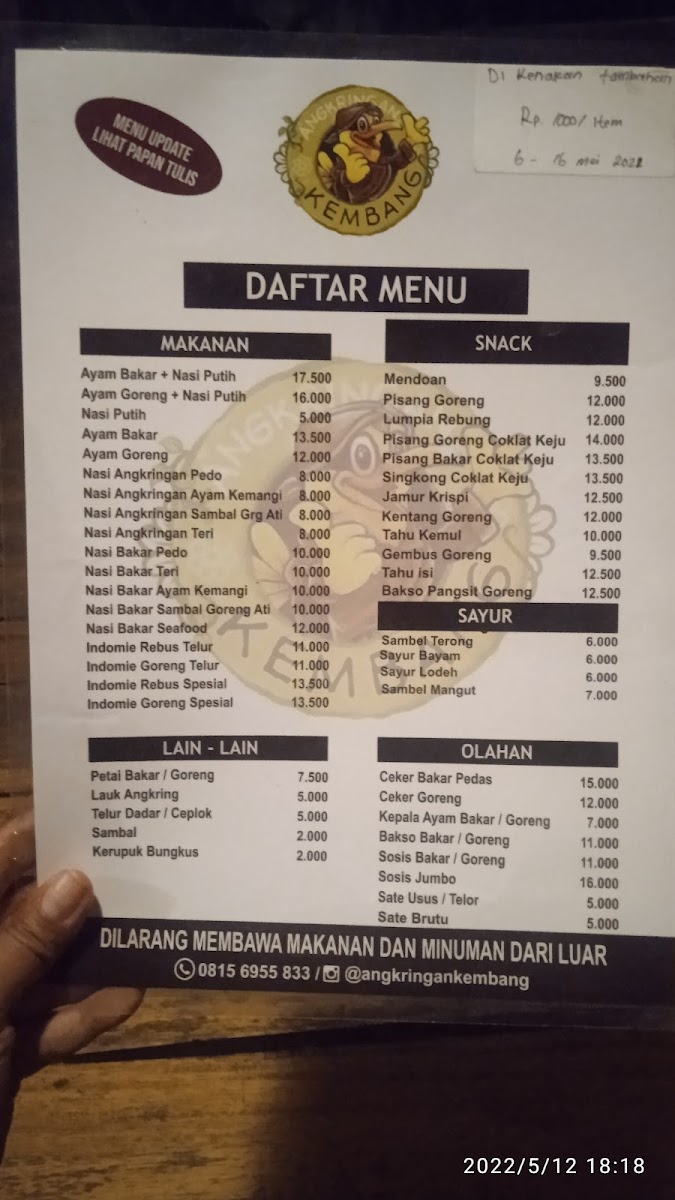 Di Kenakan tambahan
Rp. 1000/ Item
6 - 16 mei 2022
MENU UPDATE
LIHAT PAPAN TULIS
ANGKRINGAN
KEMBANG
DAFTAR MENU
MAKANAN
Ayam Bakar + Nasi Putih 17.500
Ayam Goreng + Nasi Putih 16.000
Nasi Putih 5.000
Ayam Bakar 13.500
Ayam Goreng 12.000
Nasi Angkringan Pedo 8.000
Nasi Angkringan Ayam Kemangi 8.000
Nasi Angkringan Sambal Grg Ati 8.000
Nasi Angkringan Teri 8.000
Nasi Bakar Pedo 10.000
Nasi Bakar Teri 10.000
Nasi Bakar Ayam Kemangi 10.000
Nasi Bakar Sambal Goreng Ati 10.000
Nasi Bakar Seafood 12.000
Indomie Rebus Telur 11.000
Indomie Goreng Telur 11.000
Indomie Rebus Spesial 13.500
Indomie Goreng Spesial 13.500
SNACK
Mendoan 9.500
Pisang Goreng 12.000
Lumpia Rebung 12.000
Pisang Goreng Coklat Keju 14.000
Pisang Bakar Coklat Keju 13.500
Singkong Coklat Keju 13.500
Jamur Krispi 12.500
Kentang Goreng 12.000
Tahu Kemul 10.000
Gembus Goreng 9.500
Tahu isi 12.500
Bakso Pangsit Goreng 12.500
SAYUR
Sambel Terong 6.000
Sayur Bayam 6.000
Sayur Lodeh 6.000
Sambel Mangut 7.000
LAIN - LAIN
Petai Bakar / Goreng 7.500
Lauk Angkring 5.000
Telur Dadar / Ceplok 5.000
Sambal 2.000
Kerupuk Bungkus 2.000
OLAHAN
Ceker Bakar Pedas 15.000
Ceker Goreng 12.000
Kepala Ayam Bakar / Goreng 7.000
Bakso Bakar / Goreng 11.000
Sosis Bakar / Goreng 11.000
Sosis Jumbo 16.000
Sate Usus / Telor 5.000
Sate Brutu 5.000
ANGKRINGAN
KEMBANG
DILARANG MEMBAWA MAKANAN DAN MINUMAN DARI LUAR
0815 6955 833 / @angkringankembang
2022/5/12 18:18